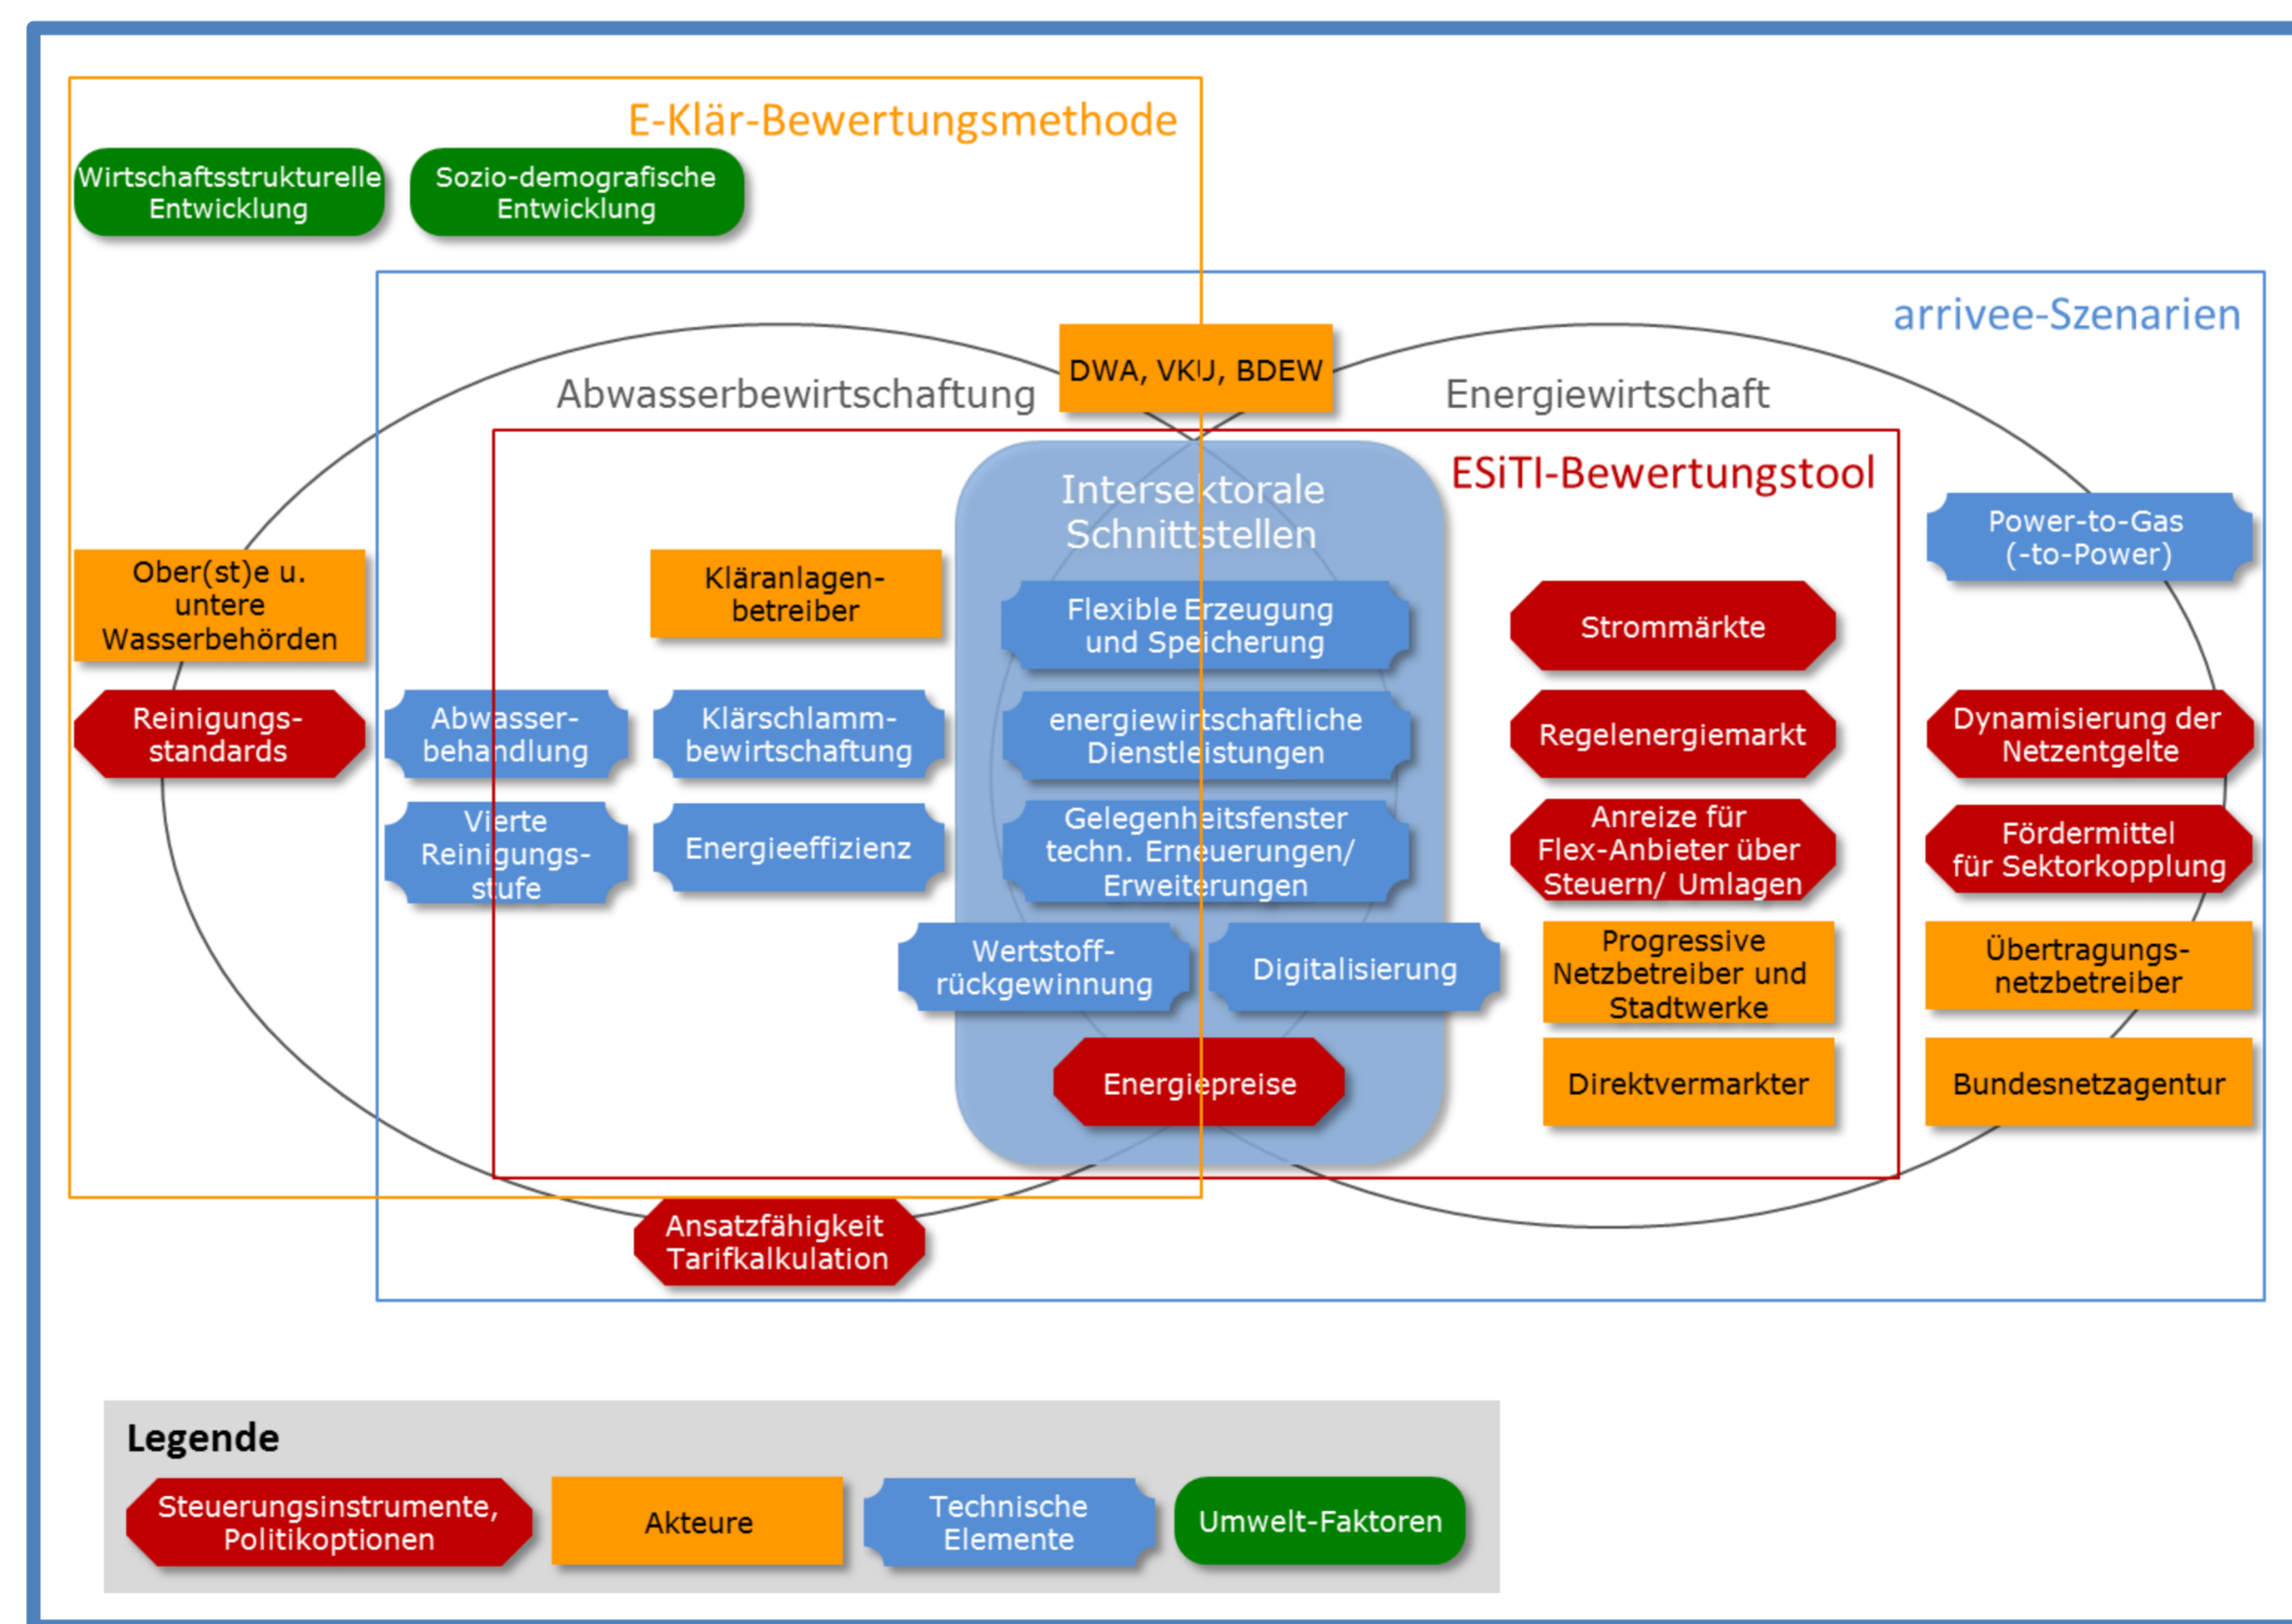 E-Klär-Bewertungsmethode
Wirtschaftsstrukturelle
Entwicklung
Sozio-demografische
Entwicklung
arrivee-Szenarien
DWA, VKU, BDEW
Abwasserbewirtschaftung
Energiewirtschaft
ESiTI-Bewertungstool
Intersektorale
Schnittstellen
Power-to-Gas
(-to-Power)
Ober(st)e u.
untere
Wasserbehörden
Kläranlagen-
betreiber
Flexible Erzeugung
und Speicherung
Strommärkte
Reinigungs-
standards
Abwasser-
behandlung
Klärschlamm-
bewirtschaftung
energiewirtschaftliche
Dienstleistungen
Regelenergiemarkt
Dynamisierung der
Netzentgelte
Vierte
Reinigungs-
stufe
Energieeffizienz
Gelegenheitsfenster
techn. Erneuerungen/
Erweiterungen
Anreize für
Flex-Anbieter über
Steuern/ Umlagen
Fördermittel
für Sektorkopplung
Wertstoff-
rückgewinnung
Digitalisierung
Progressive
Netzbetreiber und
Stadtwerke
Übertragungs-
netzbetreiber
Energiepreise
Direktvermarkter
Bundesnetzagentur
Ansatzfähigkeit
Tarifkalkulation
Legende
Steuerungsinstrumente,
Politikoptionen
Akteure
Technische
Elemente
Umwelt-Faktoren